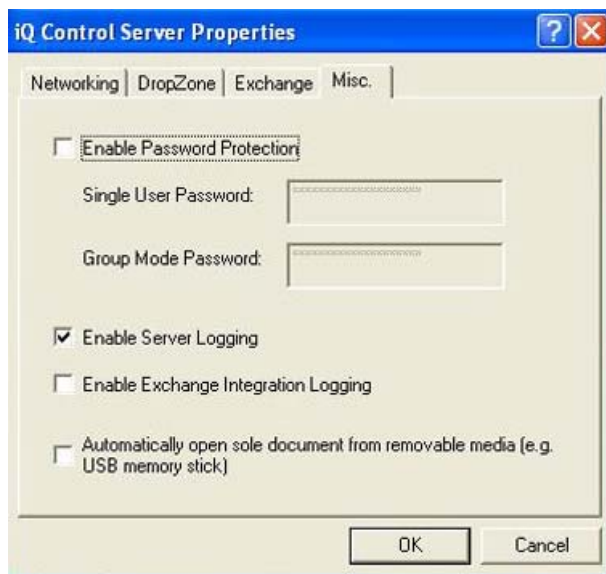 iQ Control Server Properties
Networking
DropZone
Exchange
Misc.
Enable Password Protection
Single User Password:
Group Mode Password:
Enable Server Logging
Enable Exchange Integration Logging
Automatically open sole document from removable media (e.g.
USB memory stick)
OK
Cancel